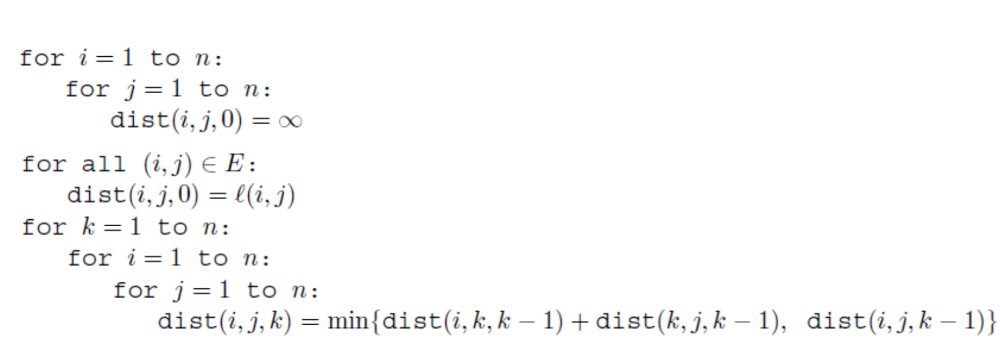 for i = 1 to n:
for j = 1 to n:
dist(i, j, 0) = ∞
for all (i, j) ∈ E:
dist(i, j, 0) = ℓ(i, j)
for k = 1 to n:
for i = 1 to n:
for j = 1 to n:
dist(i, j, k) = min{dist(i, k, k − 1) + dist(k, j, k − 1), dist(i, j, k − 1)}